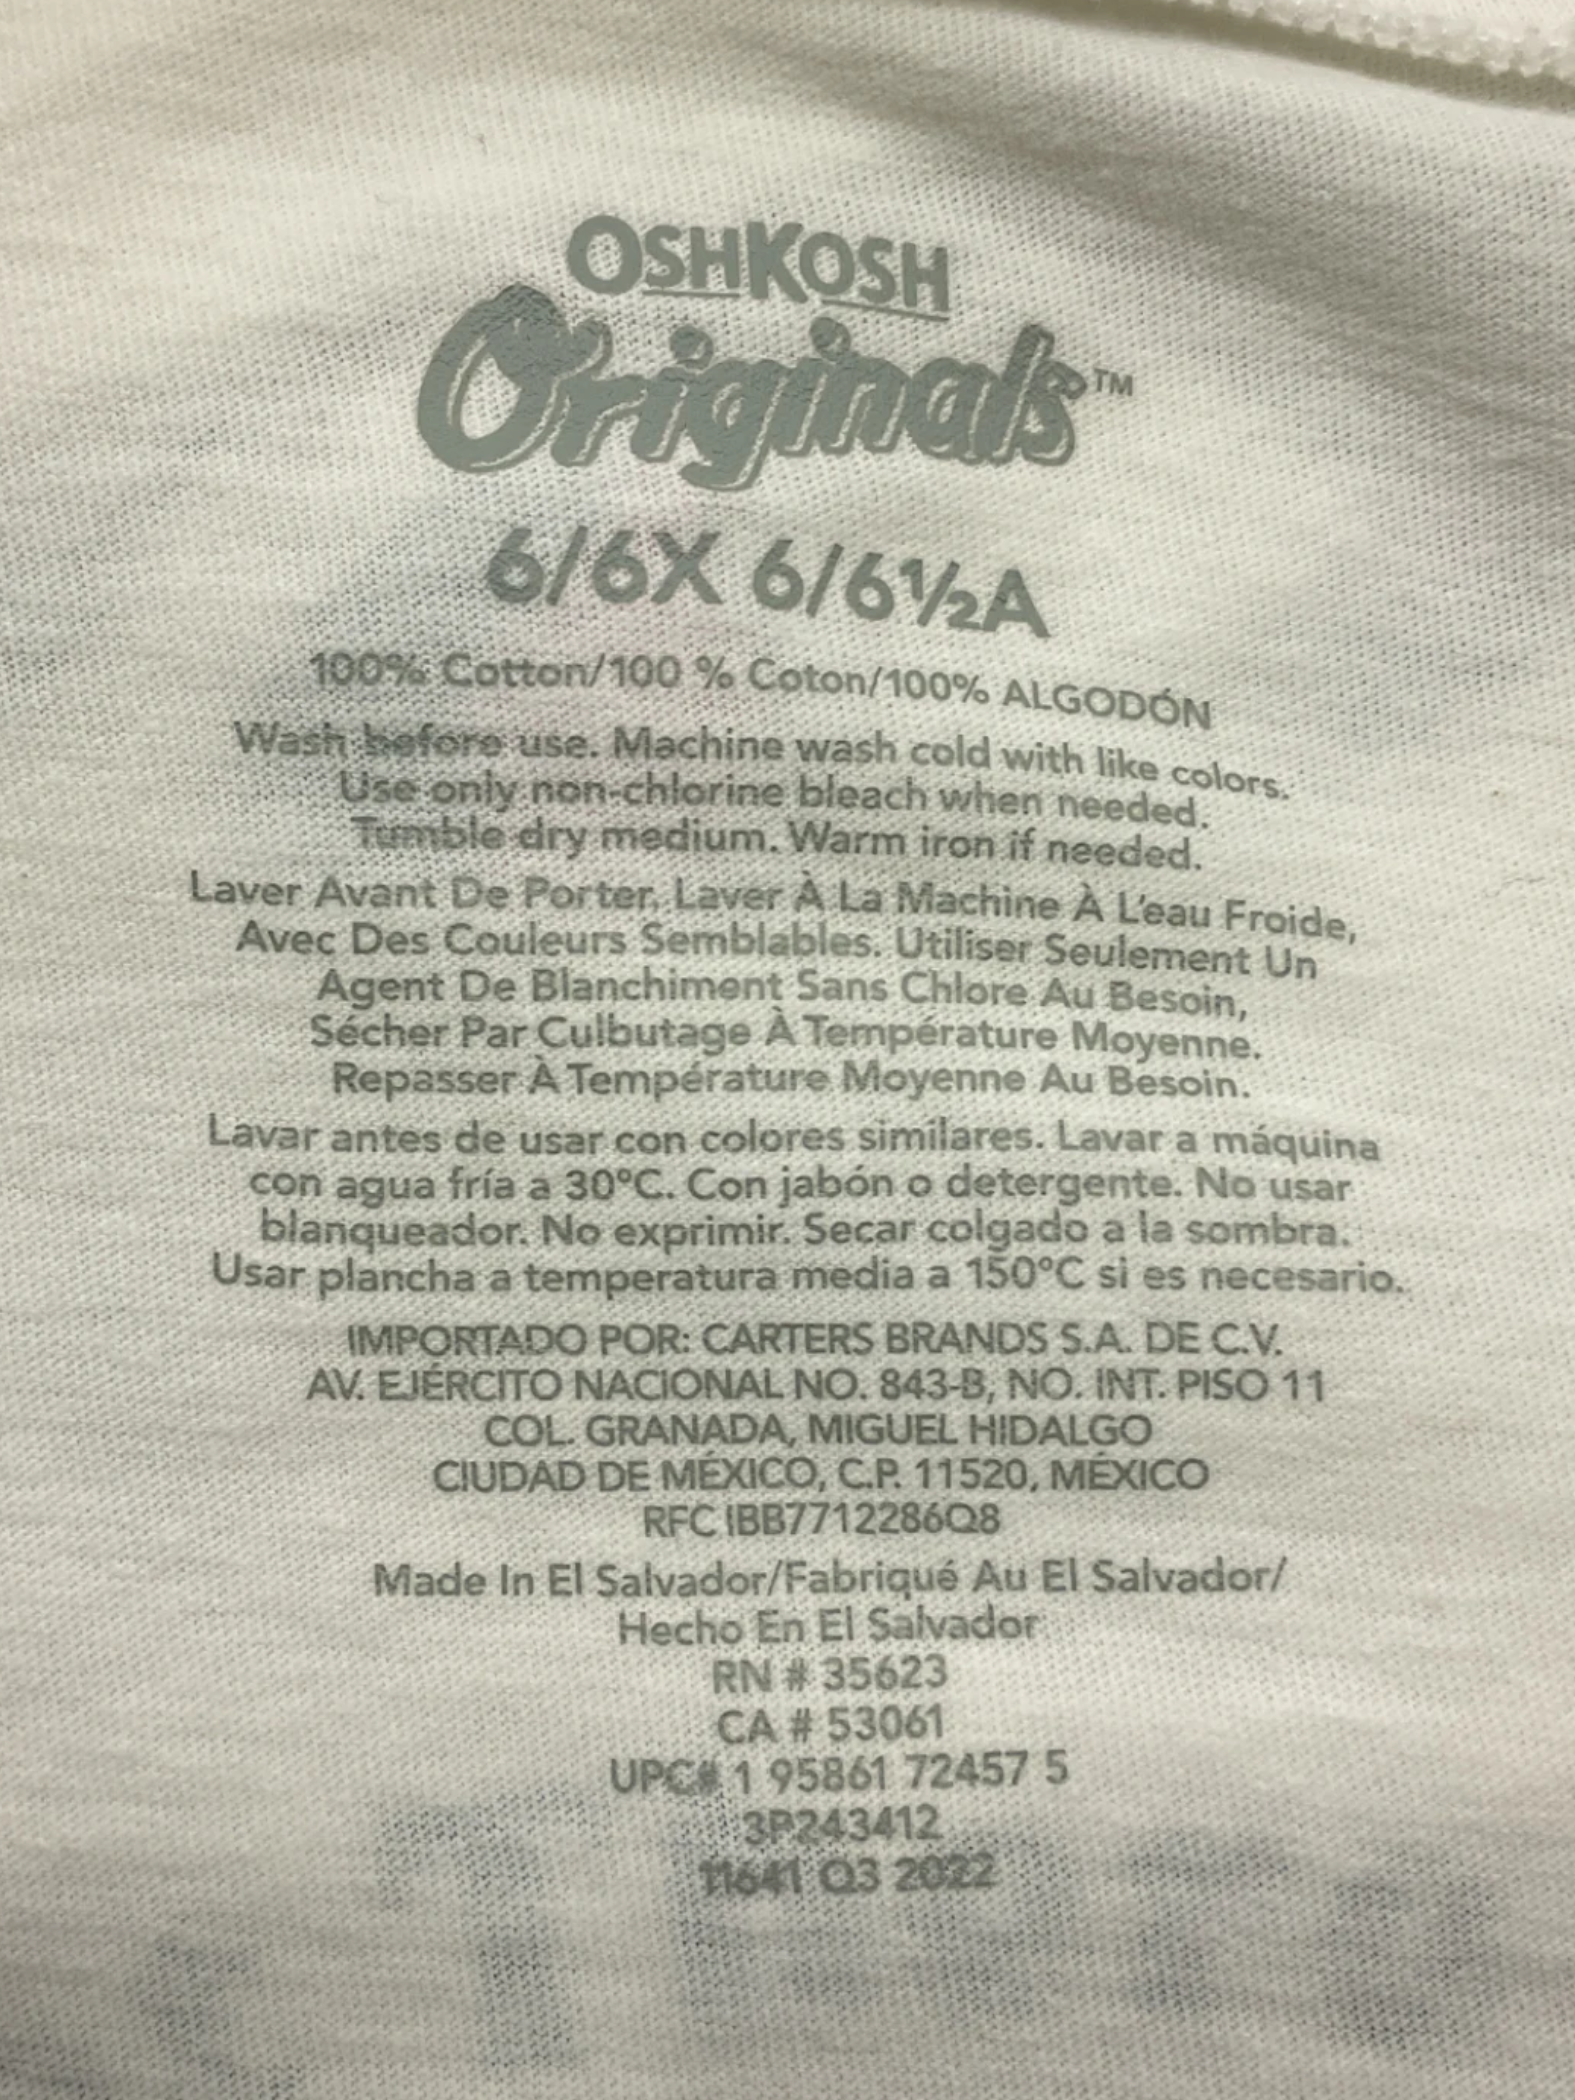 OSHKOSH
Originals™
6/6X 6/6½A
100% Cotton/100 % Coton/100% ALGODÓN
Wash before use. Machine wash cold with like colors.
Use only non-chlorine bleach when needed.
Tumble dry medium. Warm iron if needed.
Laver Avant De Porter. Laver À La Machine À L'eau Froide,
Avec Des Couleurs Semblables. Utiliser Seulement Un
Agent De Blanchiment Sans Chlore Au Besoin,
Sécher Par Culbutage À Température Moyenne.
Repasser À Température Moyenne Au Besoin.
Lavar antes de usar con colores similares. Lavar a máquina
con agua fría a 30°C. Con jabón o detergente. No usar
blanqueador. No exprimir. Secar colgado a la sombra.
Usar plancha a temperatura media a 150°C si es necesario.
IMPORTADO POR: CARTERS BRANDS S.A. DE C.V.
AV. EJÉRCITO NACIONAL NO. 843-B, NO. INT. PISO 11
COL. GRANADA, MIGUEL HIDALGO
CIUDAD DE MÉXICO, C.P. 11520, MÉXICO
RFC IBB7712286Q8
Made In El Salvador/Fabriqué Au El Salvador/
Hecho En El Salvador
RN # 35623
CA # 53061
UPC# 1 95861 72457 5
3P243412
11641 Q3 2022